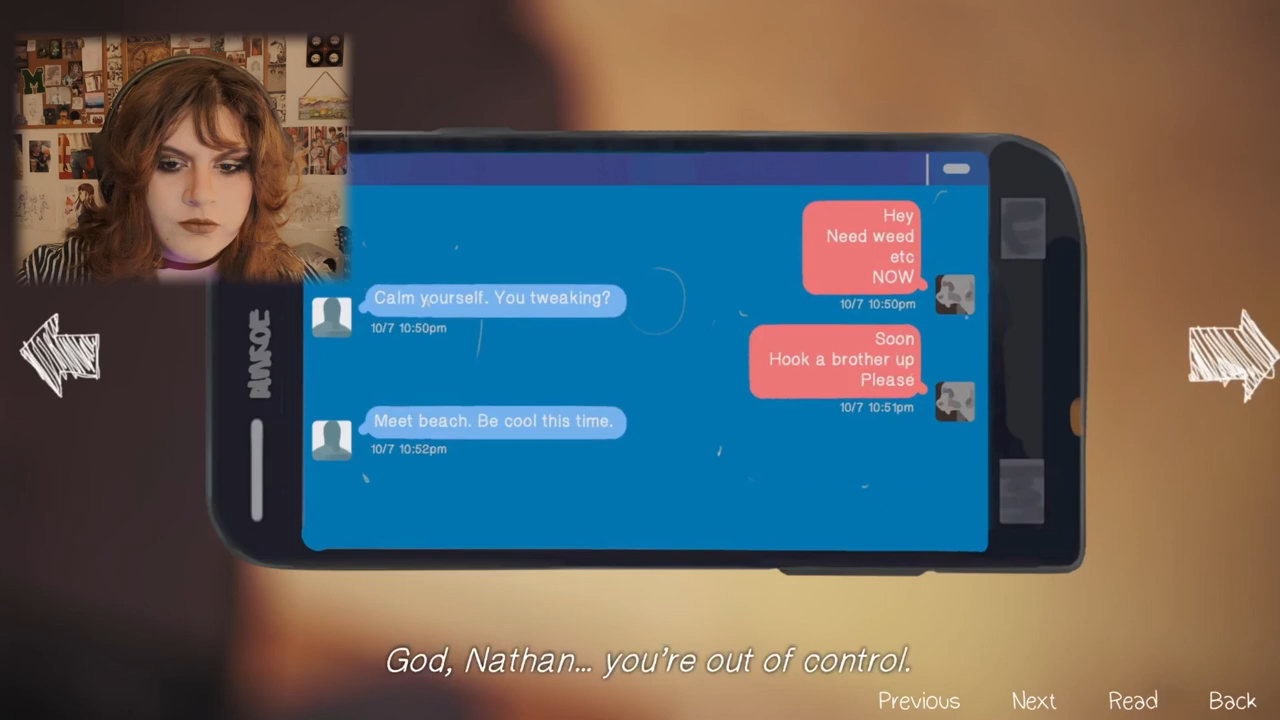 Hey
Need weed
etc
NOW
10/7 10:50pm
Calm yourself. You tweaking?
10/7 10:50pm
Soon
Hook a brother up
Please
10/7 10:51pm
Meet beach. Be cool this time.
10/7 10:52pm
God, Nathan... you're out of control.
Previous Next Read Back